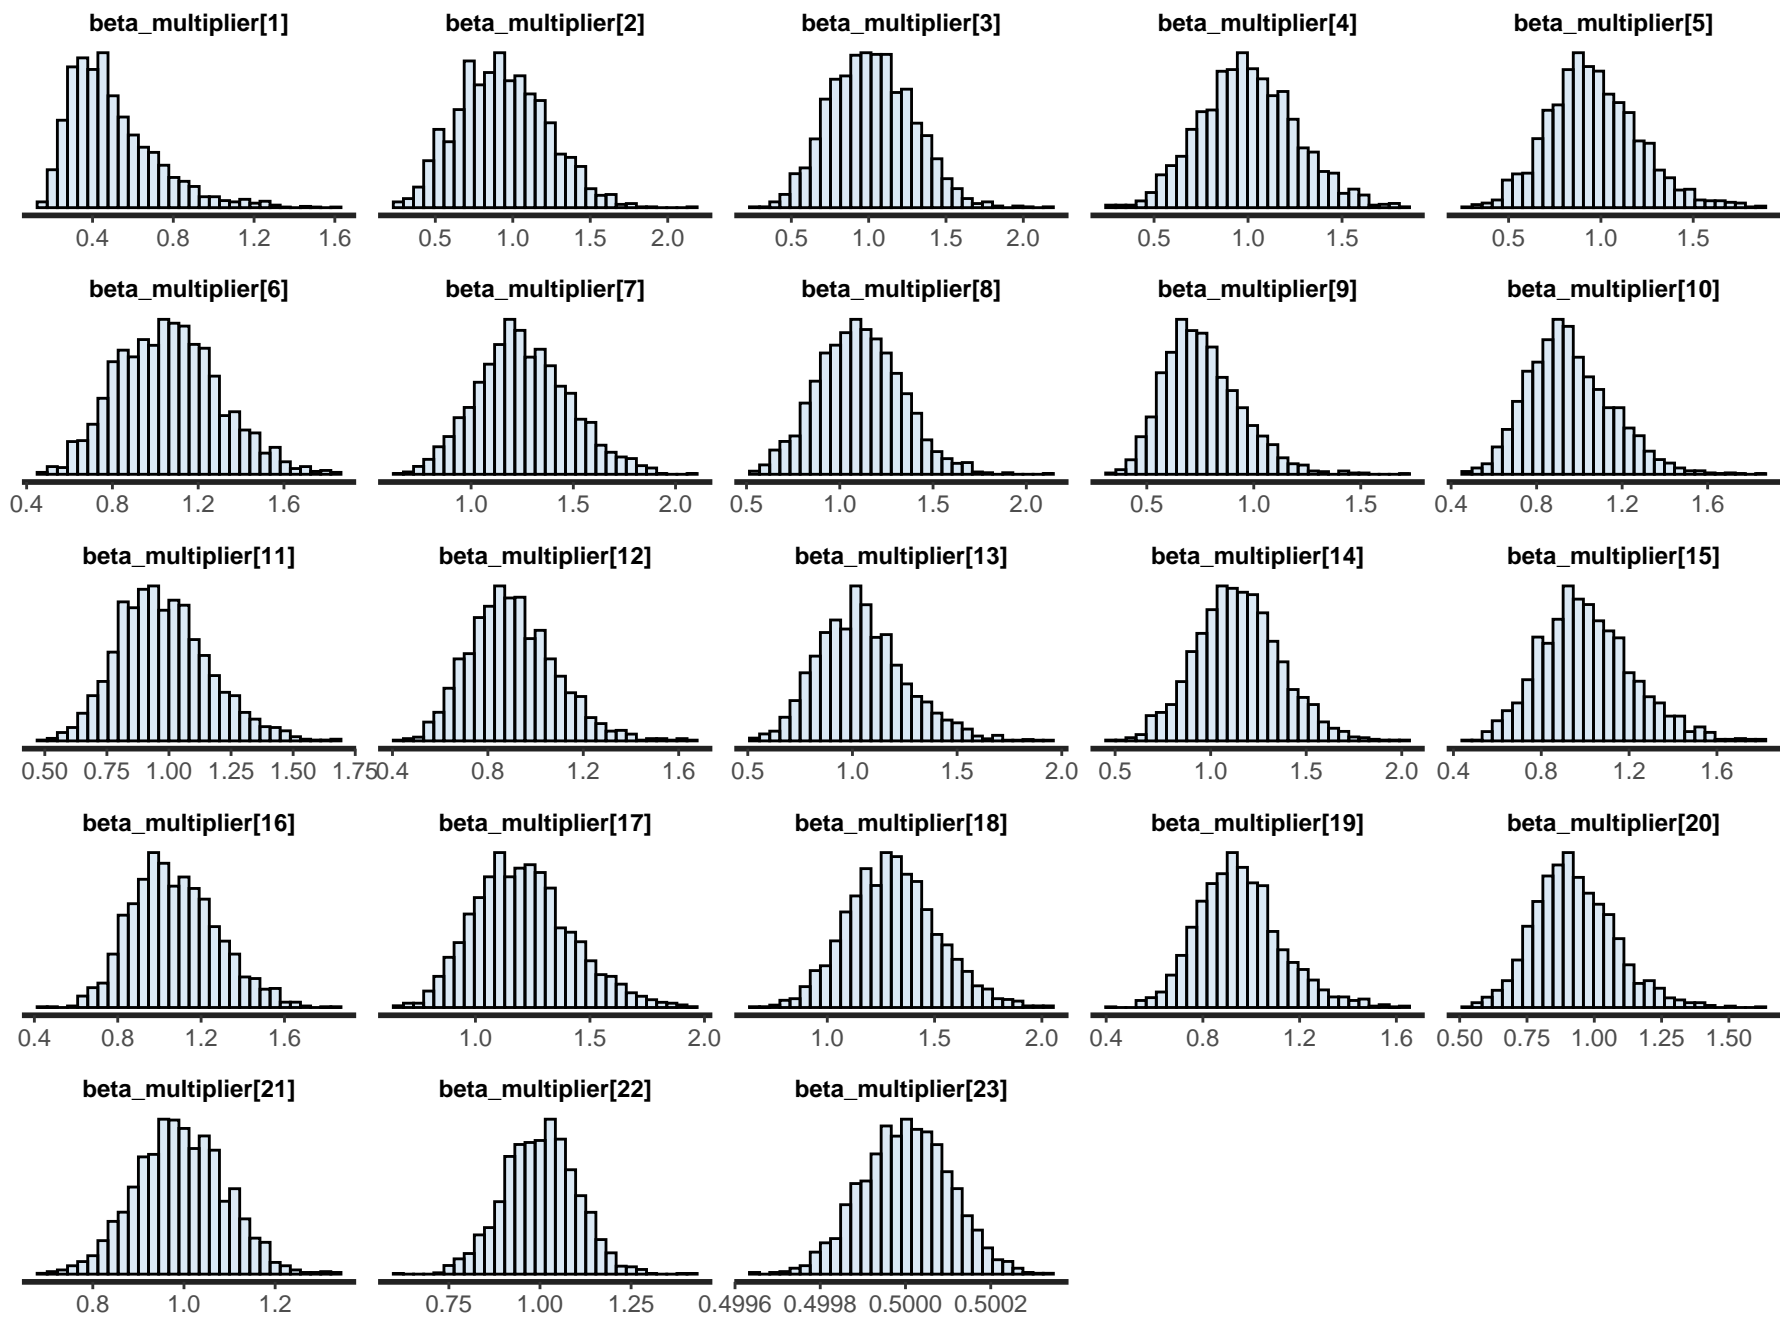 beta_multiplier[1] beta_multiplier[2] beta_multiplier[3] beta_multiplier[4] beta_multiplier[5]
0.4 0.8 1.2 1.6 0.5 1.0 1.5 2.0 0.5 1.0 1.5 2.0 0.5 1.0 1.5 0.5 1.0 1.5
beta_multiplier[6] beta_multiplier[7] beta_multiplier[8] beta_multiplier[9] beta_multiplier[10]
0.4 0.8 1.2 1.6 1.0 1.5 2.0 0.5 1.0 1.5 2.0 0.5 1.0 1.5 0.4 0.8 1.2 1.6
beta_multiplier[11] beta_multiplier[12] beta_multiplier[13] beta_multiplier[14] beta_multiplier[15]
0.50 0.75 1.00 1.25 1.50 1.75 0.4 0.8 1.2 1.6 0.5 1.0 1.5 2.0 0.5 1.0 1.5 2.0 0.4 0.8 1.2 1.6
beta_multiplier[16] beta_multiplier[17] beta_multiplier[18] beta_multiplier[19] beta_multiplier[20]
0.4 0.8 1.2 1.6 1.0 1.5 2.0 1.0 1.5 2.0 0.4 0.8 1.2 1.6 0.50 0.75 1.00 1.25 1.50
beta_multiplier[21] beta_multiplier[22] beta_multiplier[23]
0.8 1.0 1.2 0.75 1.00 1.25 0.4996 0.4998 0.5000 0.5002